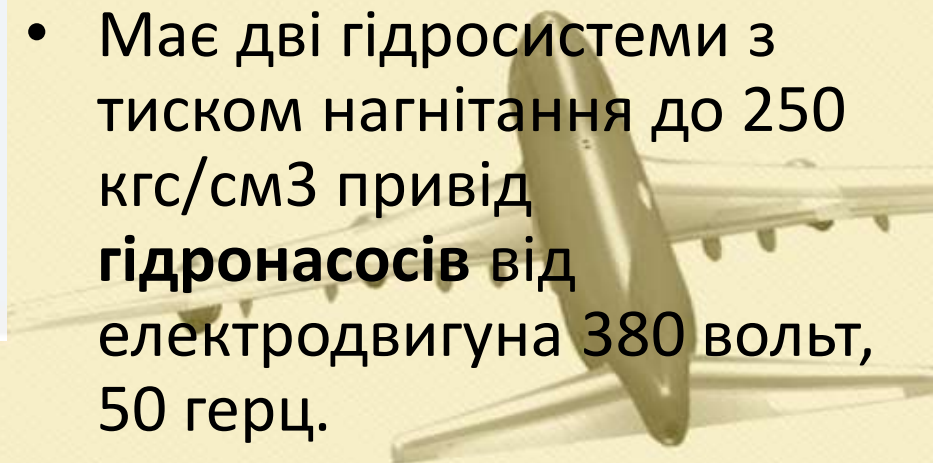 • Має дві гідросистеми з
тиском нагнітання до 250
кгс/см3 привід
гідронасосів від
електродвигуна 380 вольт,
50 герц.